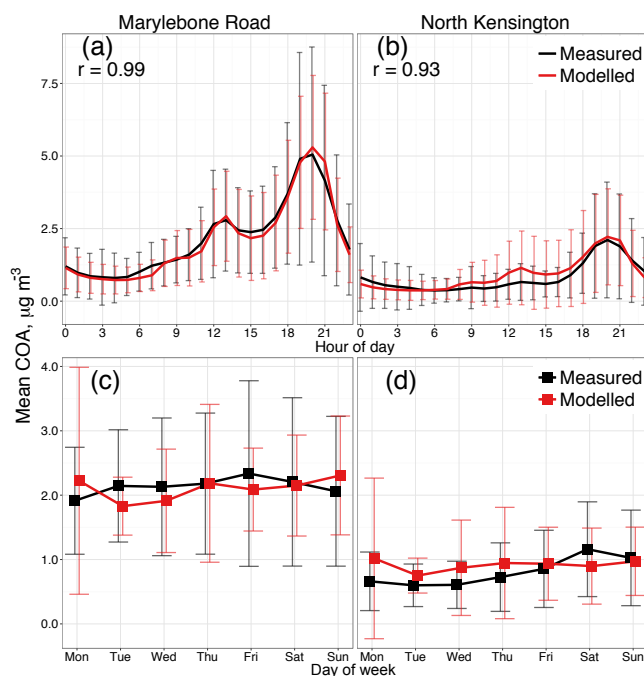 Marylebone Road
North Kensington
(a)
r = 0.99
(b)
r = 0.93
Measured
Modelled
7.5
5.0
2.5
0.0
0 3 6 9 12 15 18 21
0 3 6 9 12 15 18 21
Hour of day
Mean COA, µg m-3
(c)
(d)
Measured
Modelled
4.0
3.0
2.0
1.0
0.0
Mon Tue Wed Thu Fri Sat Sun
Mon Tue Wed Thu Fri Sat Sun
Day of week